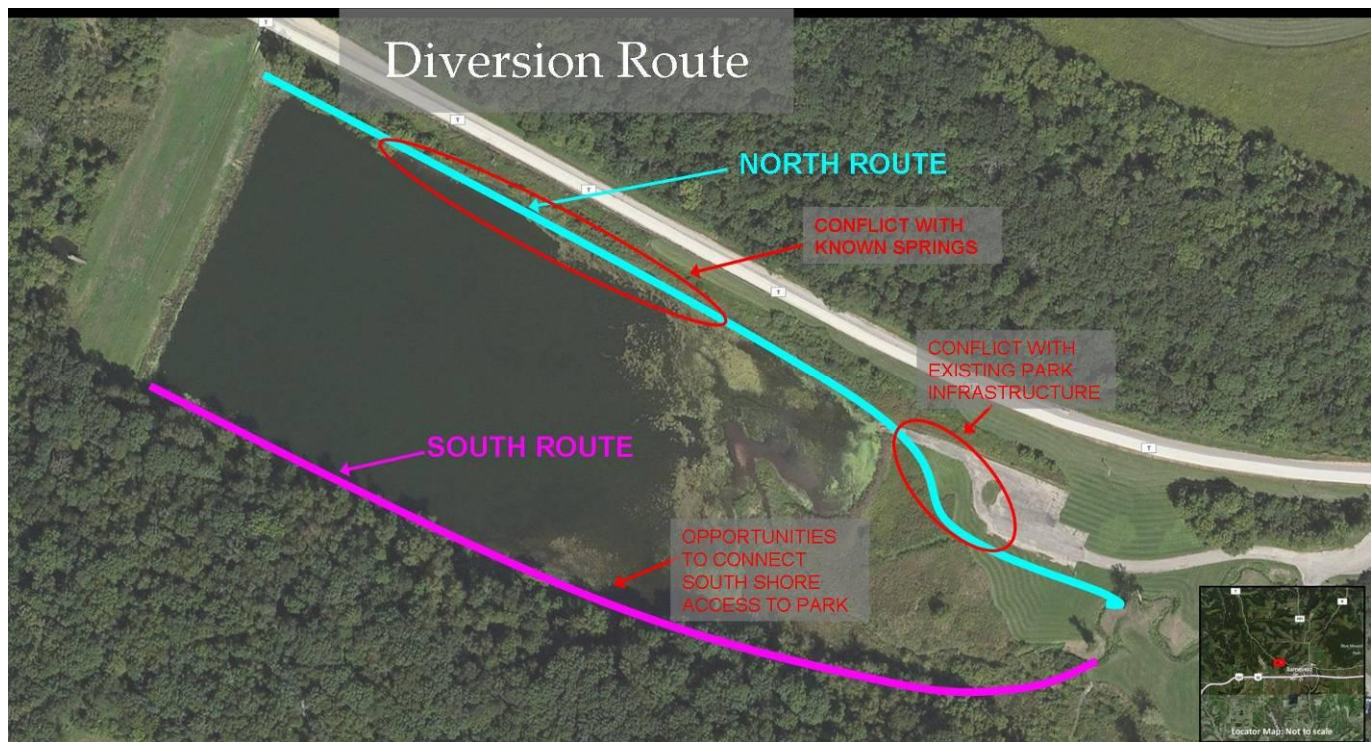 Diversion Route
T
T
NORTH ROUTE
T
CONFLICT WITH
KNOWN SPRINGS
T
CONFLICT WITH
EXISTING PARK
INFRASTRUCTURE
SOUTH ROUTE
T
OPPORTUNITIES
TO CONNECT
SOUTH SHORE
ACCESS TO PARK
Barneveld
Locator Map: Not to scale